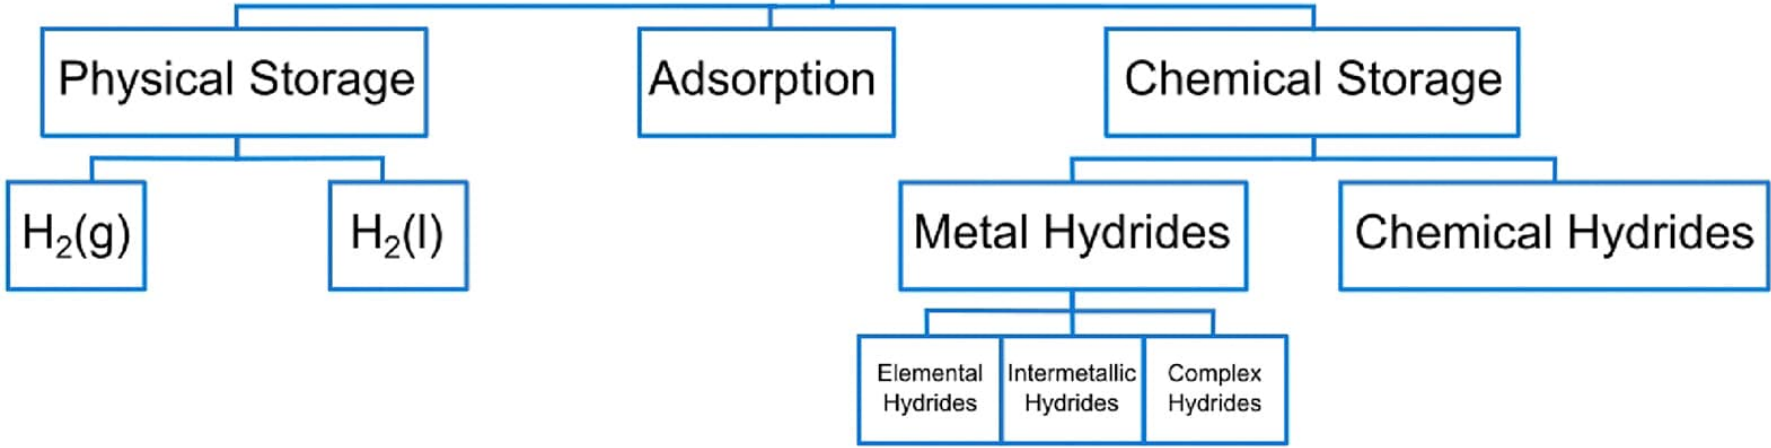 Physical Storage
Adsorption
Chemical Storage
H₂(g)
H₂(l)
Metal Hydrides
Chemical Hydrides
Elemental
Hydrides
Intermetallic
Hydrides
Complex
Hydrides